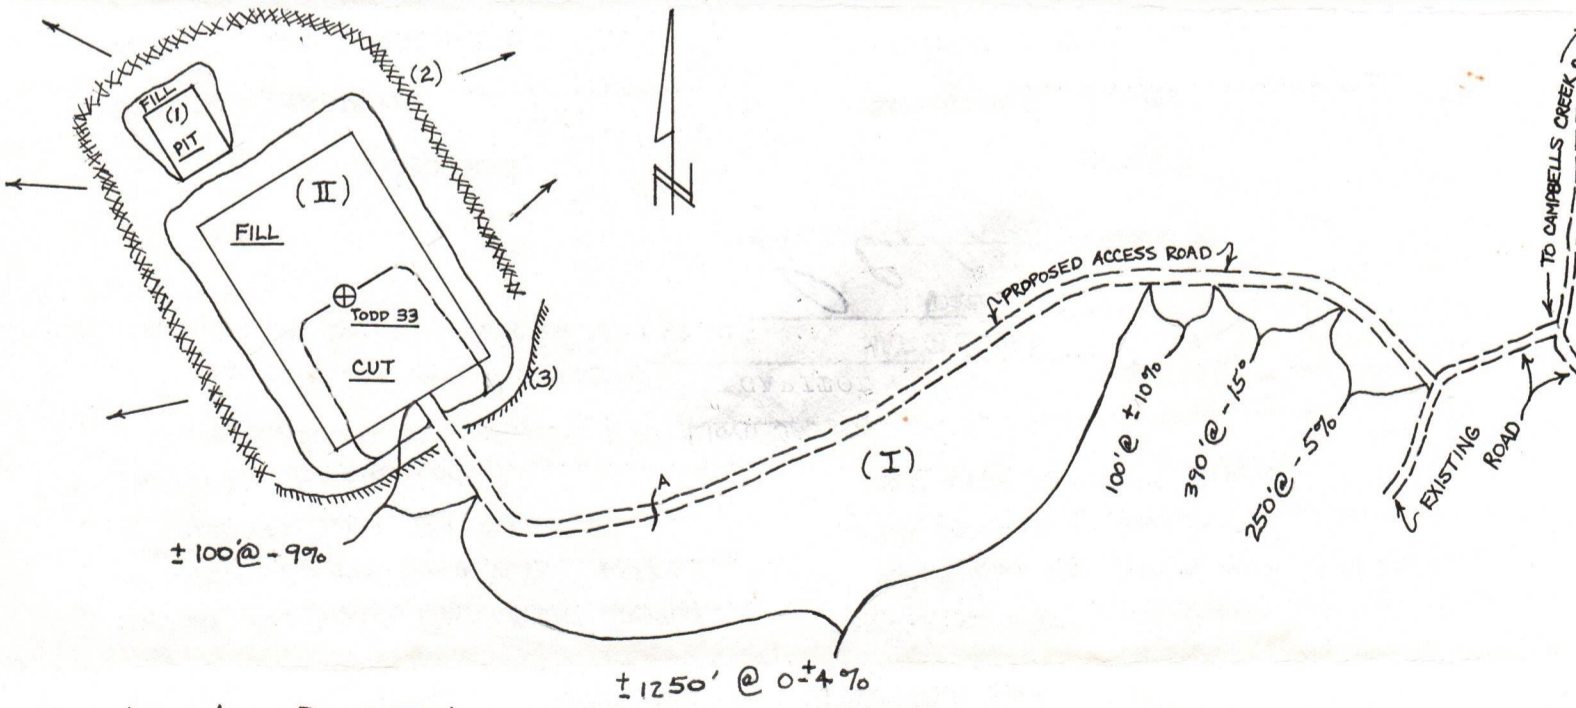 (2)
FILL
(1)
PIT
(II)
FILL
TODD 33
CUT
(3)
N
PROPOSED ACCESS ROAD
TO CAMPBELLS CREEK
A
(I)
100'@ ±10%
390'@ -15°
250'@ -5%
EXISTING
ROAD
± 100'@ -9%
±1250' @ 0±4%